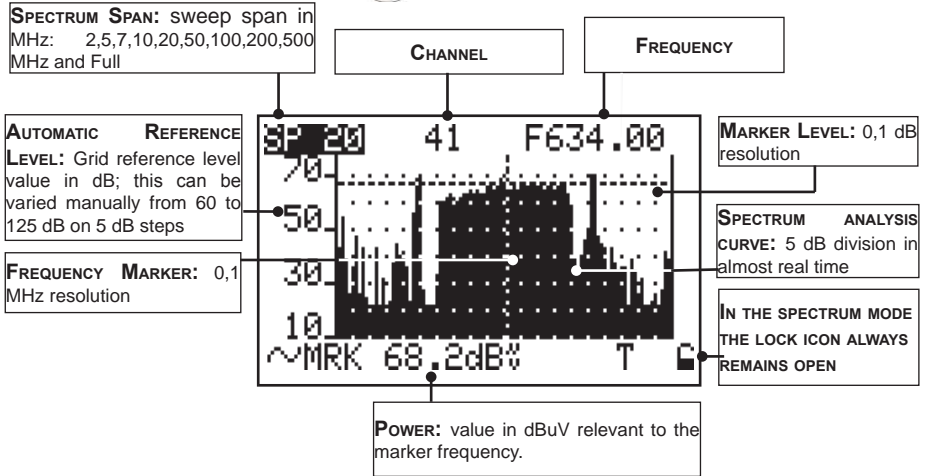 SPECTRUM SPAN: sweep span in
MHz: 2,5,7,10,20,50,100,200,500
MHz and Full
CHANNEL
FREQUENCY
AUTOMATIC REFERENCE
LEVEL: Grid reference level
value in dB; this can be
varied manually from 60 to
125 dB on 5 dB steps
FREQUENCY MARKER: 0,1
MHz resolution
SP 20 41 F634.00
70
50
30
10
~MRK 68.2dBµV T
MARKER LEVEL: 0,1 dB
resolution
SPECTRUM ANALYSIS
CURVE: 5 dB division in
almost real time
IN THE SPECTRUM MODE
THE LOCK ICON ALWAYS
REMAINS OPEN
POWER: value in dBuV relevant to the
marker frequency.